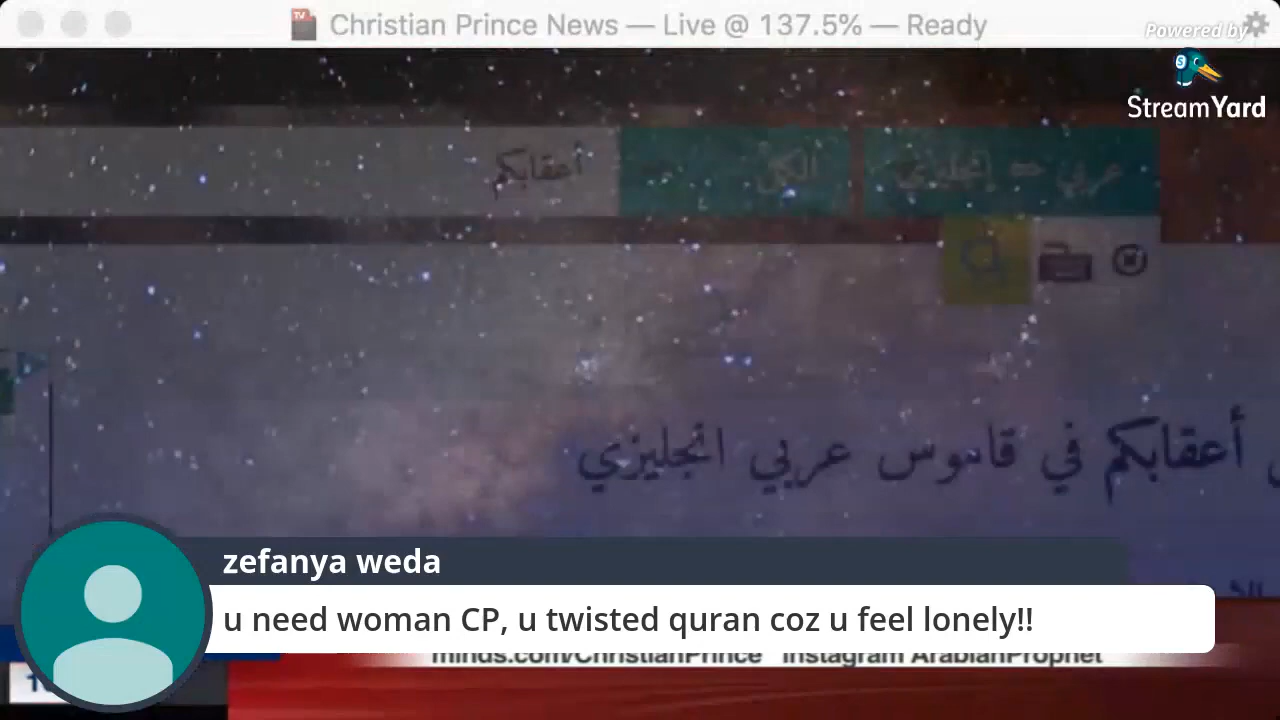 Christian Prince News — Live @ 137.5% — Ready
Powered by
StreamYard
عربي ⇔ إنجليزي
الكل
أعقابكم
أعقابكم في قاموس عربي انجليزي
zefanya weda
u need woman CP, u twisted quran coz u feel lonely!!
minds.com/ChristianPrince Instagram ArabianProphet